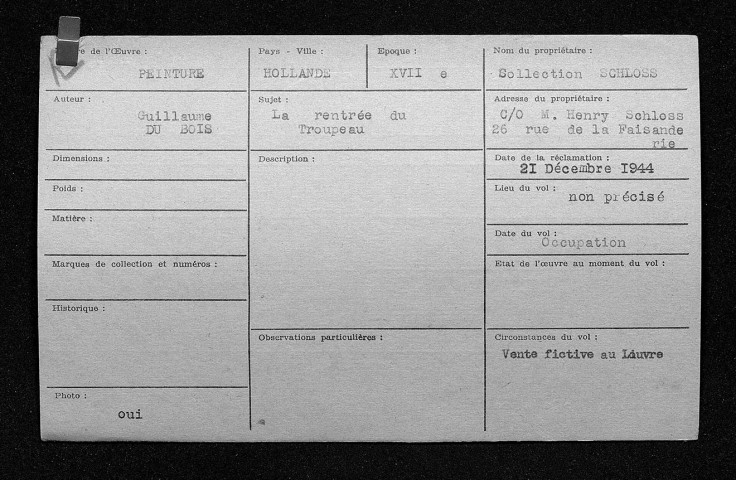 re de l'Œuvre :
PEINTURE
Pays - Ville :
HOLLANDE
Epoque :
XVII e
Nom du propriétaire :
Collection SCHLOSS
Auteur :
Guillaume
DU BOIS
Sujet :
La rentrée du
Troupeau
Adresse du propriétaire :
C/O M. Henry Schloss
26 rue de la Faisande
rie
Dimensions :
Description :
Date de la réclamation :
21 Décembre 1944
Poids :
Lieu du vol :
non précisé
Matière :
Date du vol :
Occupation
Marques de collection et numéros :
Etat de l'œuvre au moment du vol :
Historique :
Observations particulières :
Circonstances du vol :
Vente fictive au Louvre
Photo :
oui